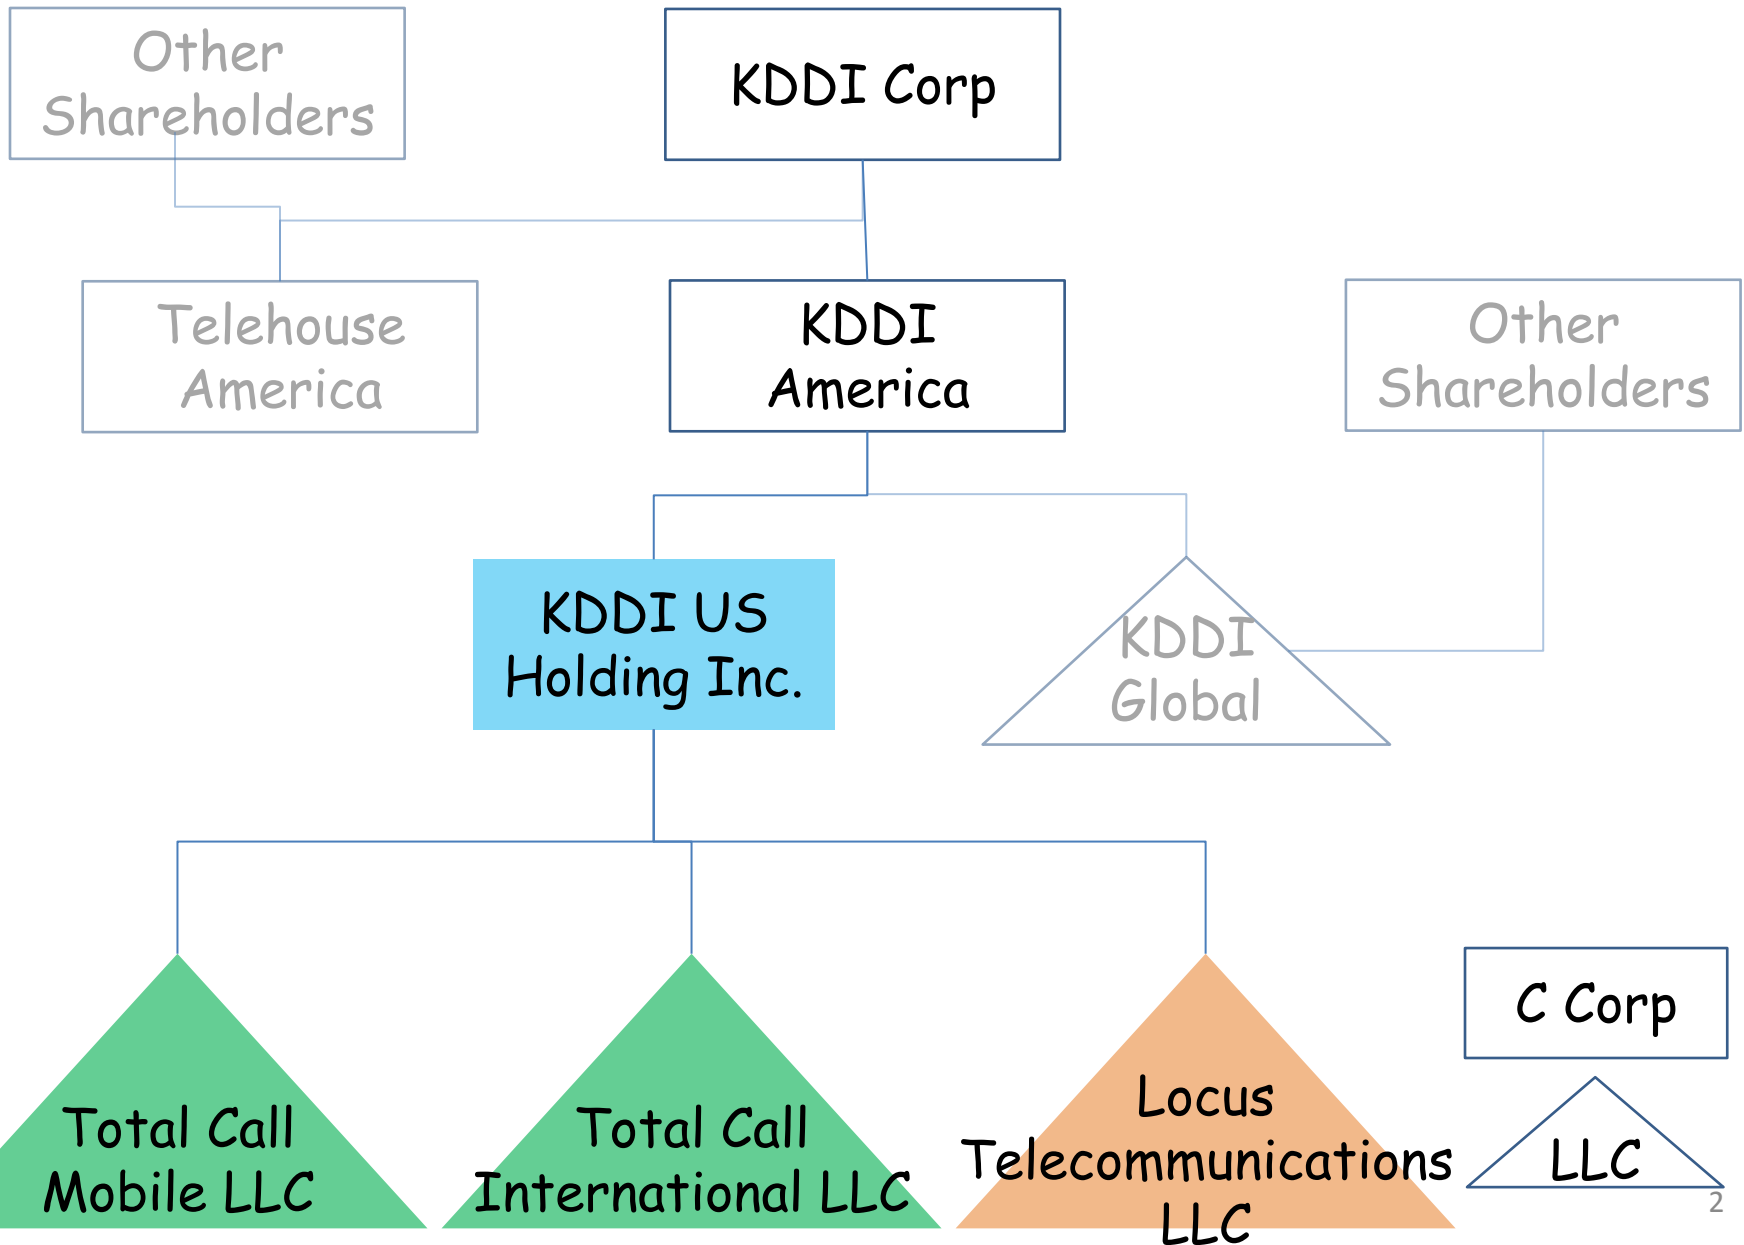 Other
Shareholders
KDDI Corp
Telehouse
America
KDDI
America
Other
Shareholders
KDDI US
Holding Inc.
KDDI
Global
Total Call
Mobile LLC
Total Call
International LLC
Locus
Telecommunications
LLC
C Corp
LLC
2